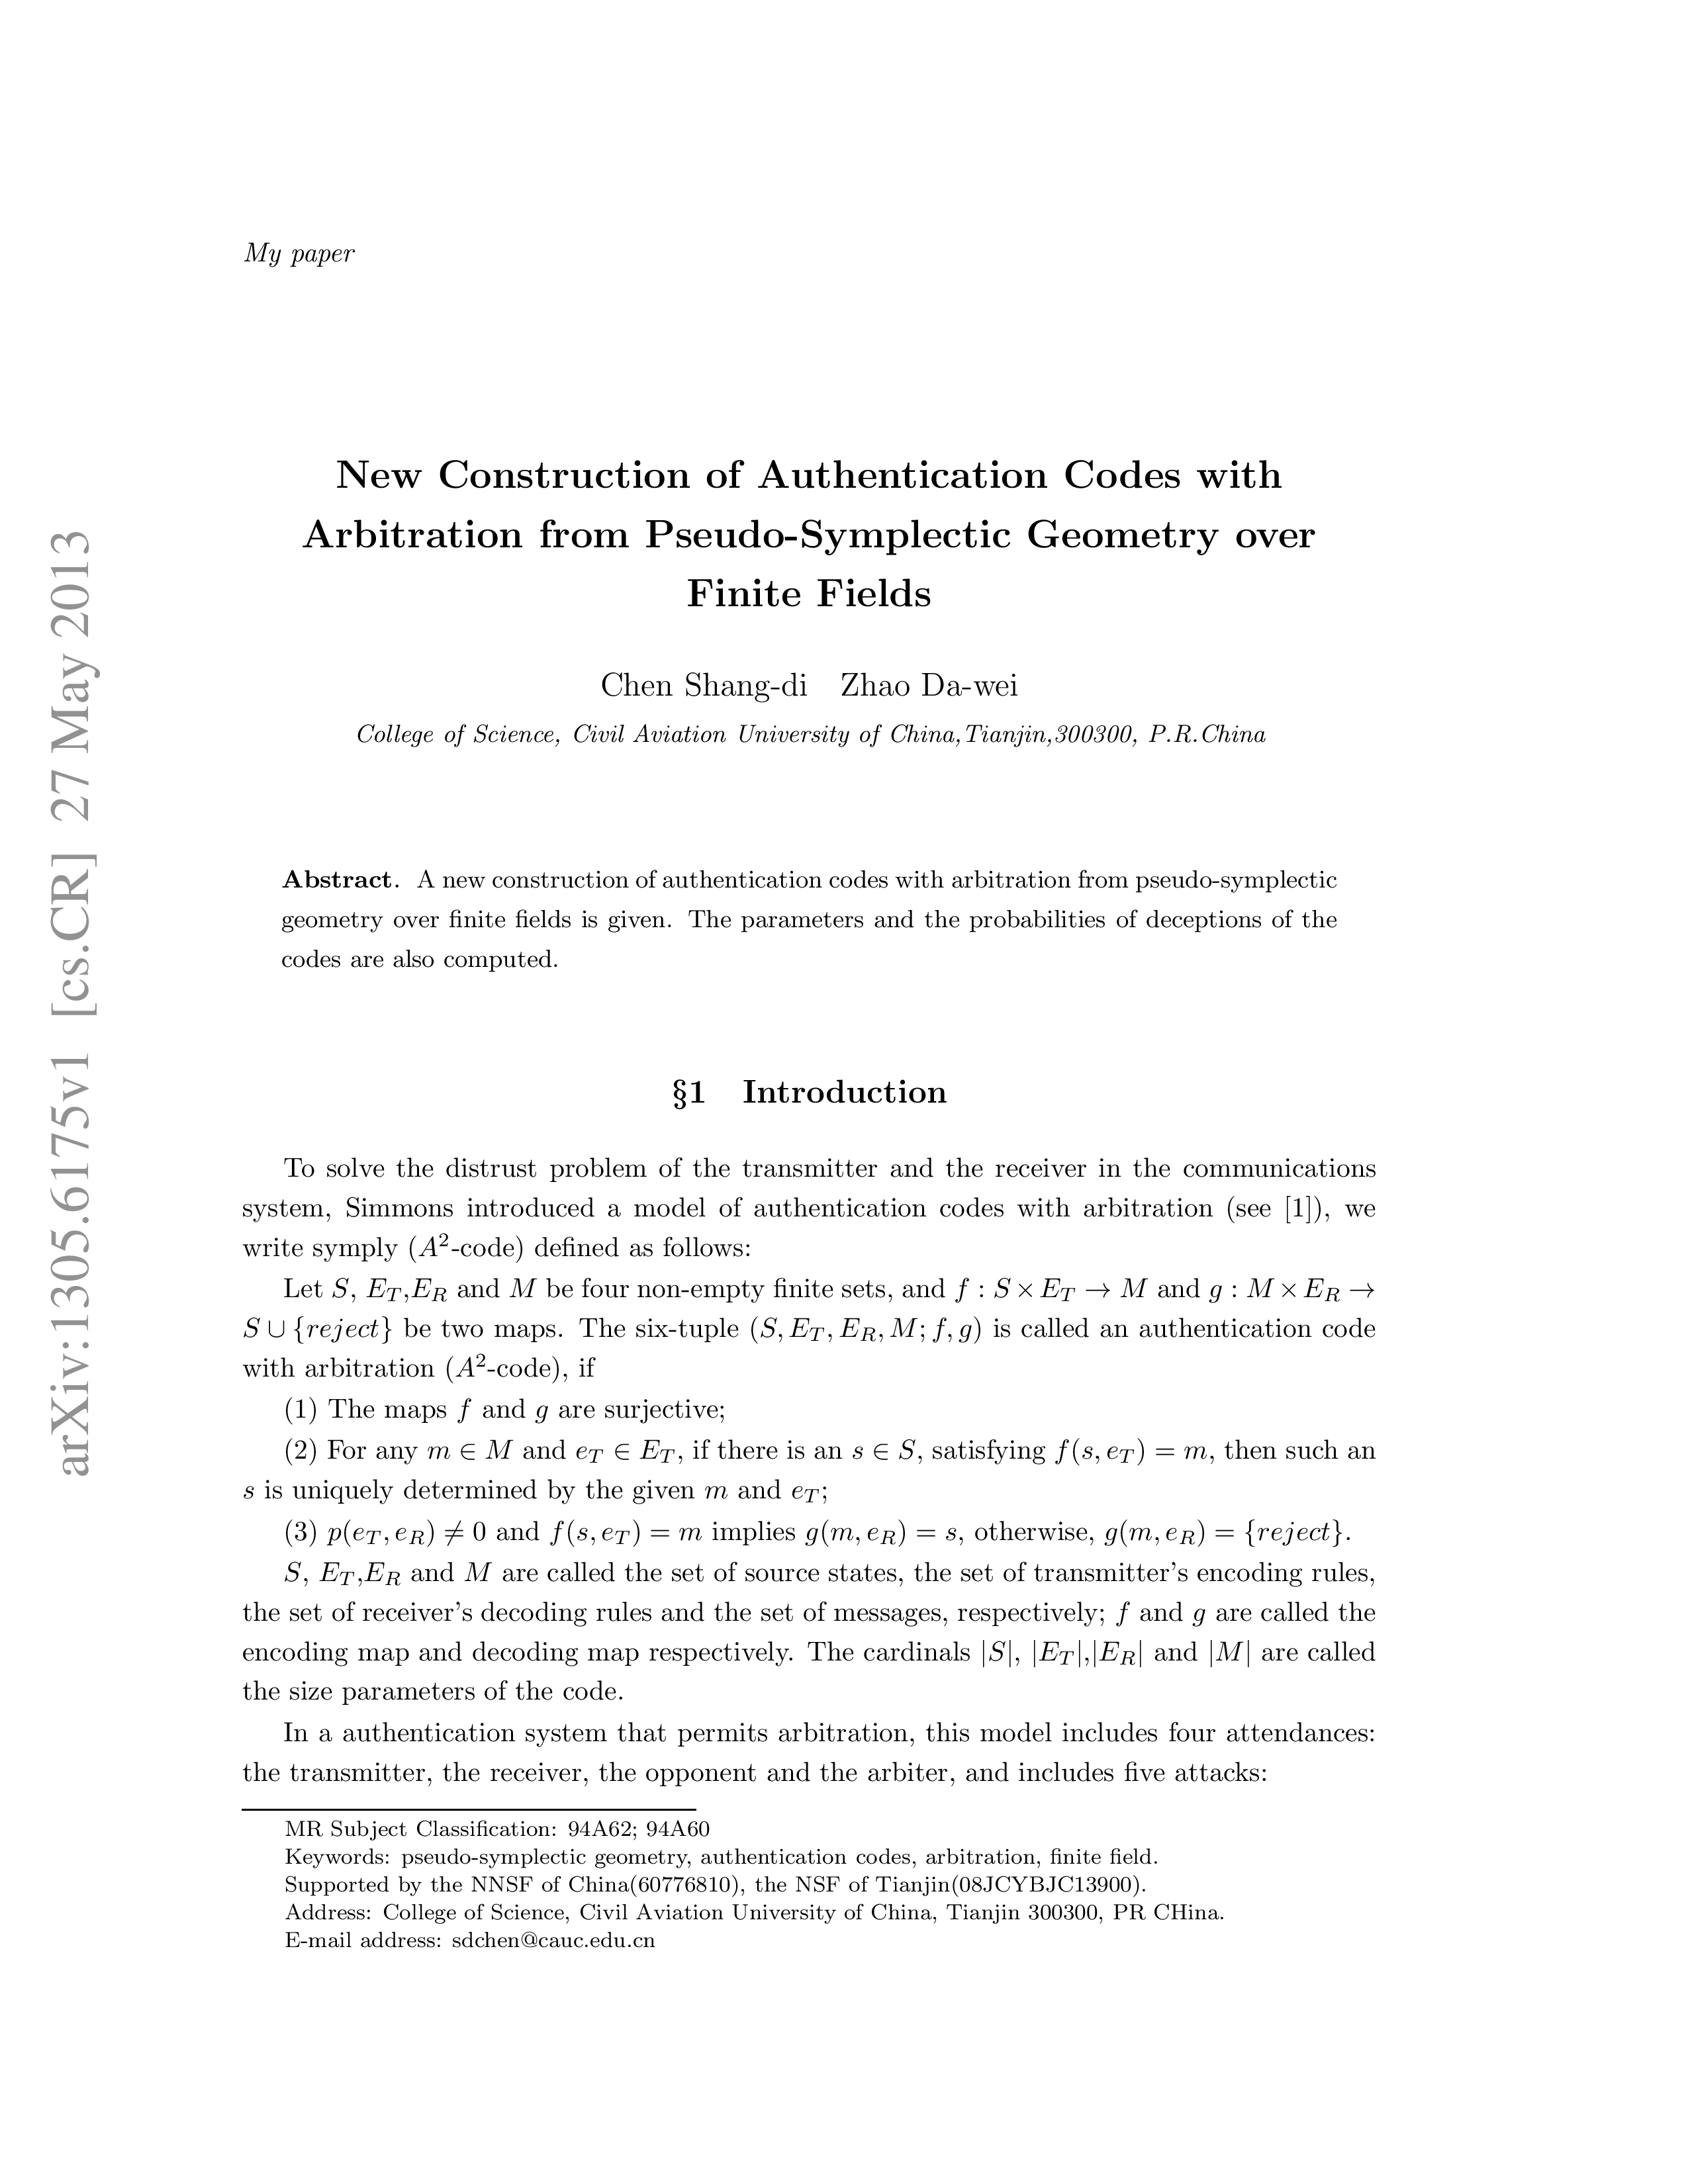 My paper
New Construction of Authentication Codes with
Arbitration from Pseudo-Symplectic Geometry over
Finite Fields
Chen Shang-di   Zhao Da-wei
College of Science, Civil Aviation University of China,Tianjin,300300, P.R.China
Abstract. A new construction of authentication codes with arbitration from pseudo-symplectic
geometry over finite fields is given. The parameters and the probabilities of deceptions of the
codes are also computed.
§1 Introduction
To solve the distrust problem of the transmitter and the receiver in the communications
system, Simmons introduced a model of authentication codes with arbitration (see [1]), we
write symply (A²-code) defined as follows:
Let S, E_T,E_R and M be four non-empty finite sets, and f : S × E_T → M and g : M × E_R →
S ∪ {reject} be two maps. The six-tuple (S, E_T, E_R, M; f, g) is called an authentication code
with arbitration (A²-code), if
(1) The maps f and g are surjective;
(2) For any m ∈ M and e_T ∈ E_T, if there is an s ∈ S, satisfying f(s, e_T) = m, then such an
s is uniquely determined by the given m and e_T;
(3) p(e_T, e_R) ≠ 0 and f(s, e_T) = m implies g(m, e_R) = s, otherwise, g(m, e_R) = {reject}.
S, E_T,E_R and M are called the set of source states, the set of transmitter's encoding rules,
the set of receiver's decoding rules and the set of messages, respectively; f and g are called the
encoding map and decoding map respectively. The cardinals |S|, |E_T|,|E_R| and |M| are called
the size parameters of the code.
In a authentication system that permits arbitration, this model includes four attendances:
the transmitter, the receiver, the opponent and the arbiter, and includes five attacks:
MR Subject Classification: 94A62; 94A60
Keywords: pseudo-symplectic geometry, authentication codes, arbitration, finite field.
Supported by the NNSF of China(60776810), the NSF of Tianjin(08JCYBJC13900).
Address: College of Science, Civil Aviation University of China, Tianjin 300300, PR CHina.
E-mail address: sdchen@cauc.edu.cn
arXiv:1305.6175v1 [cs.CR] 27 May 2013